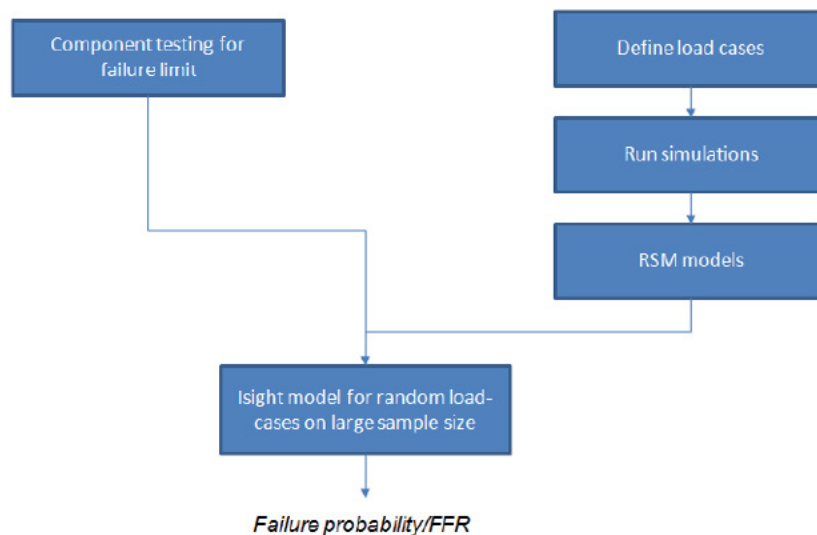 Component testing for
failure limit
Define load cases
Run simulations
RSM models
Isight model for random load-
cases on large sample size
Failure probability/FFR